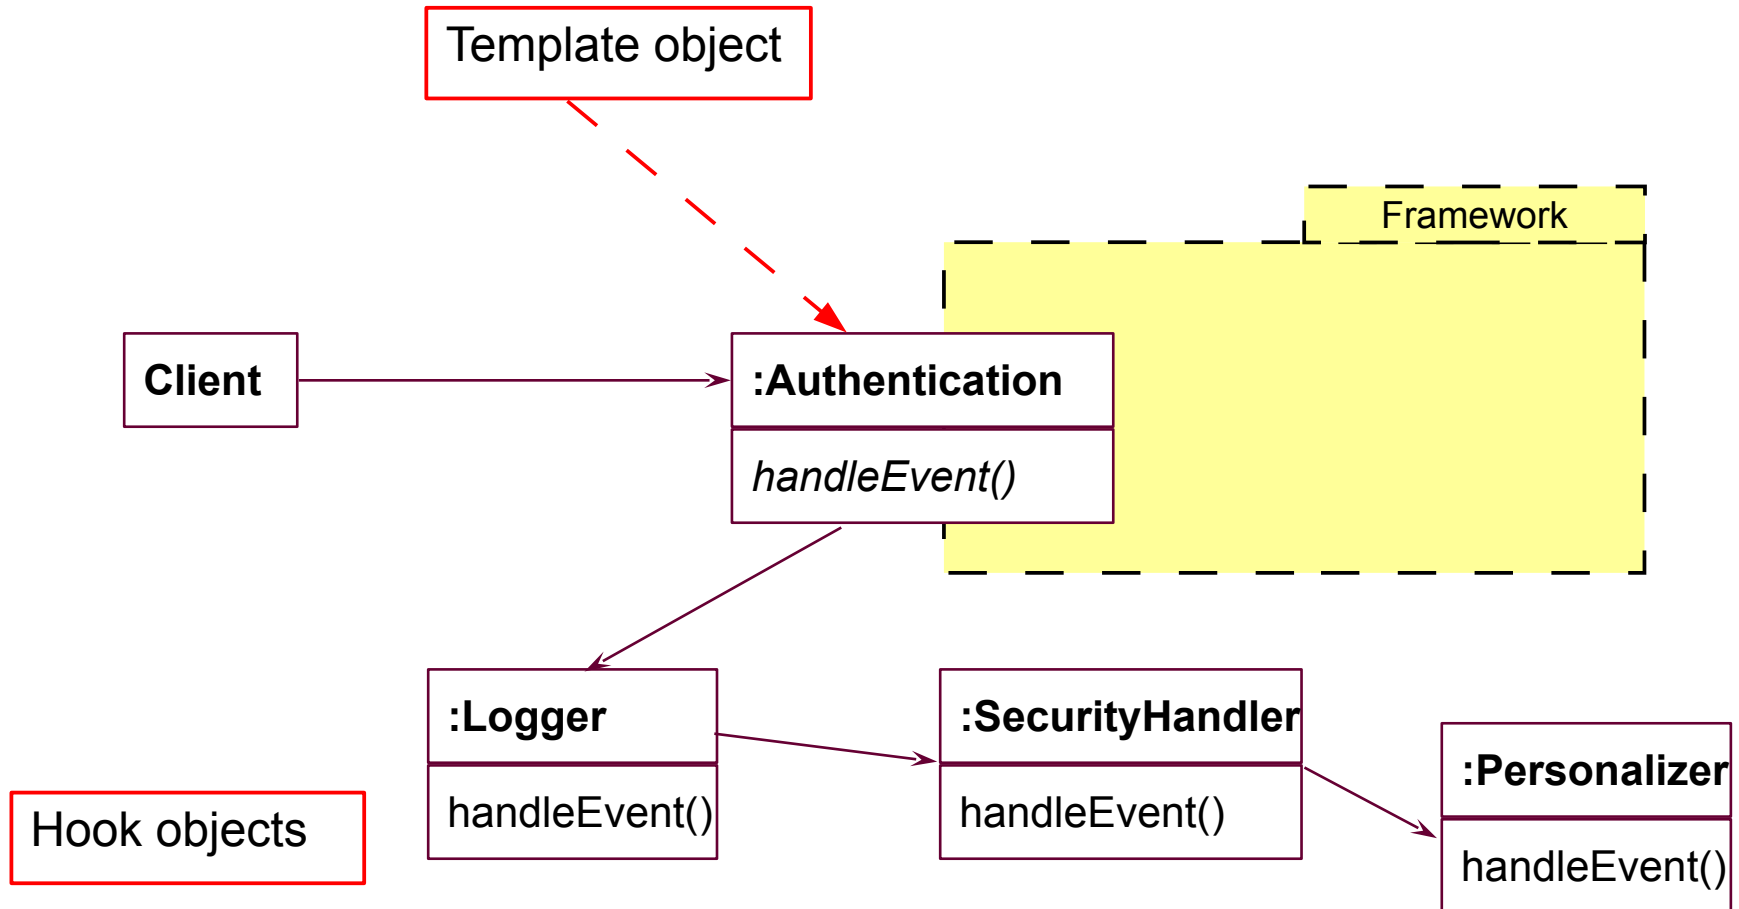 Template object
Framework
Client
:Authentication
handleEvent()
:Logger
handleEvent()
:SecurityHandler
handleEvent()
:Personalizer
handleEvent()
Hook objects